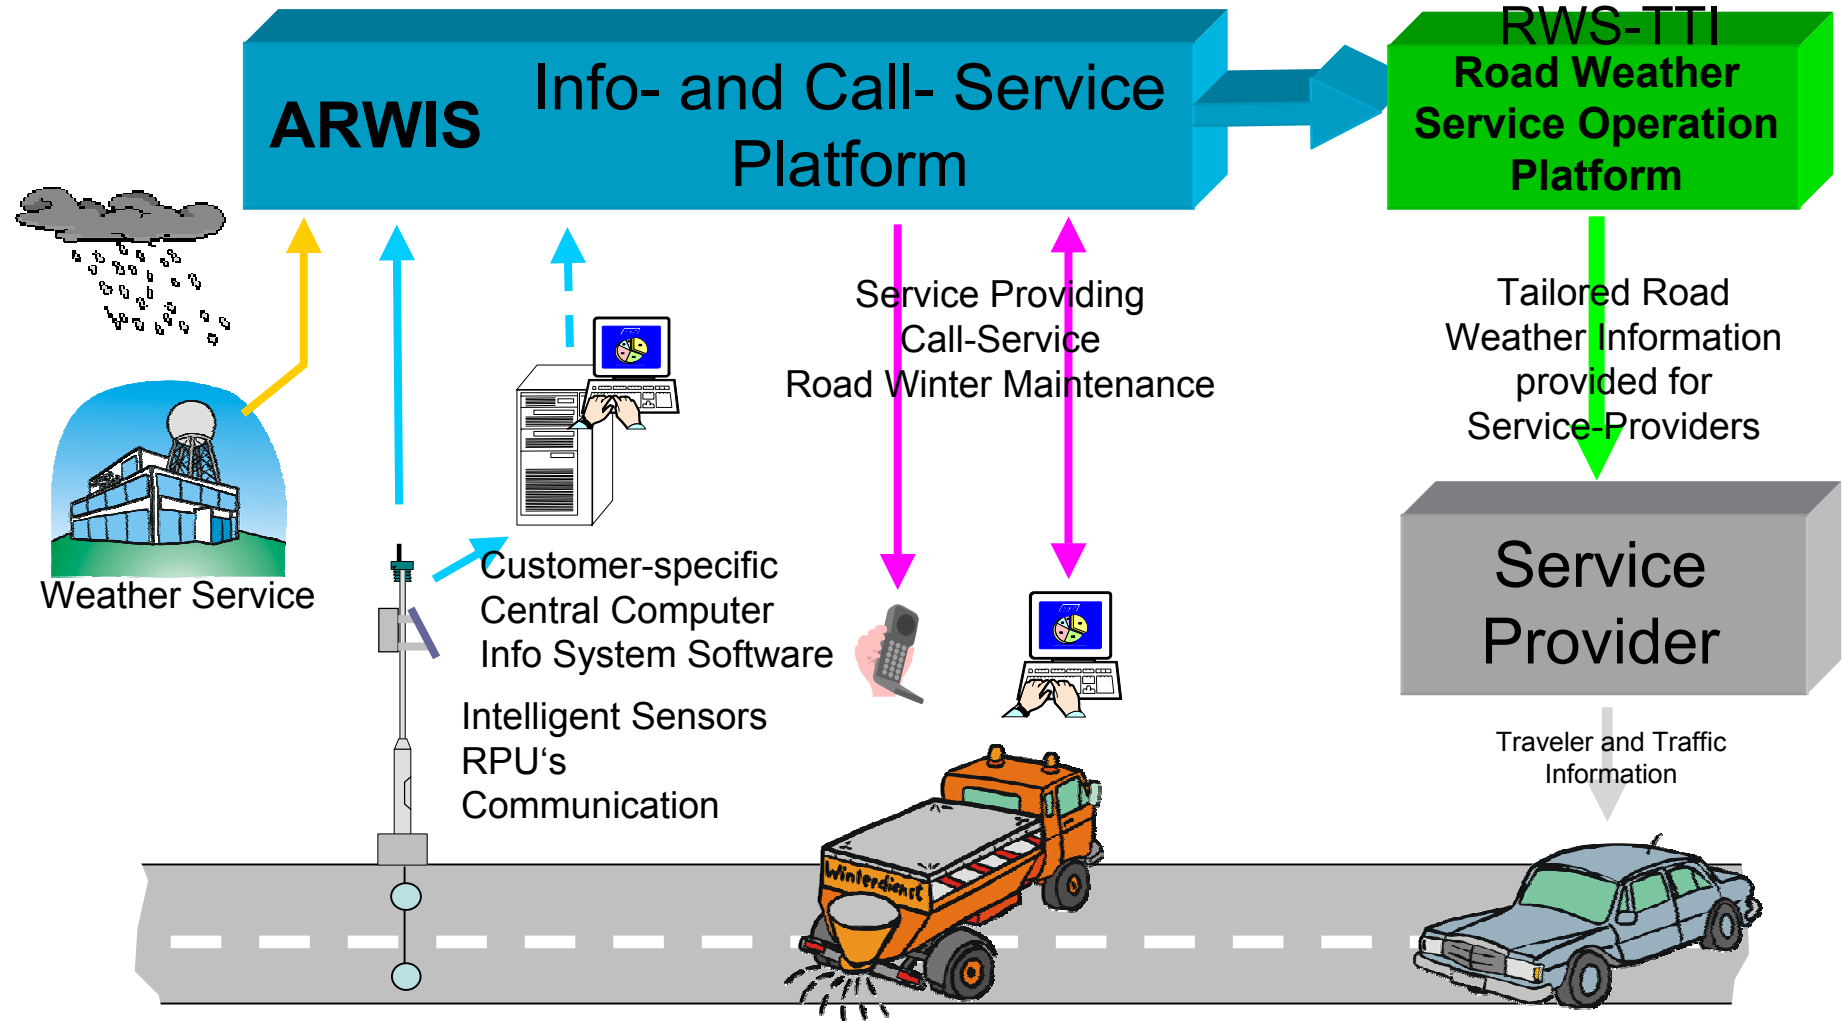 RWS-TTI
Road Weather
Service Operation
Platform
ARWIS
Info- and Call- Service
Platform
Service Providing
Call-Service
Road Winter Maintenance
Tailored Road
Weather Information
provided for
Service-Providers
Weather Service
Customer-specific
Central Computer
Info System Software
Service
Provider
Intelligent Sensors
RPU‘s
Communication
Traveler and Traffic
Information
Winterdienst